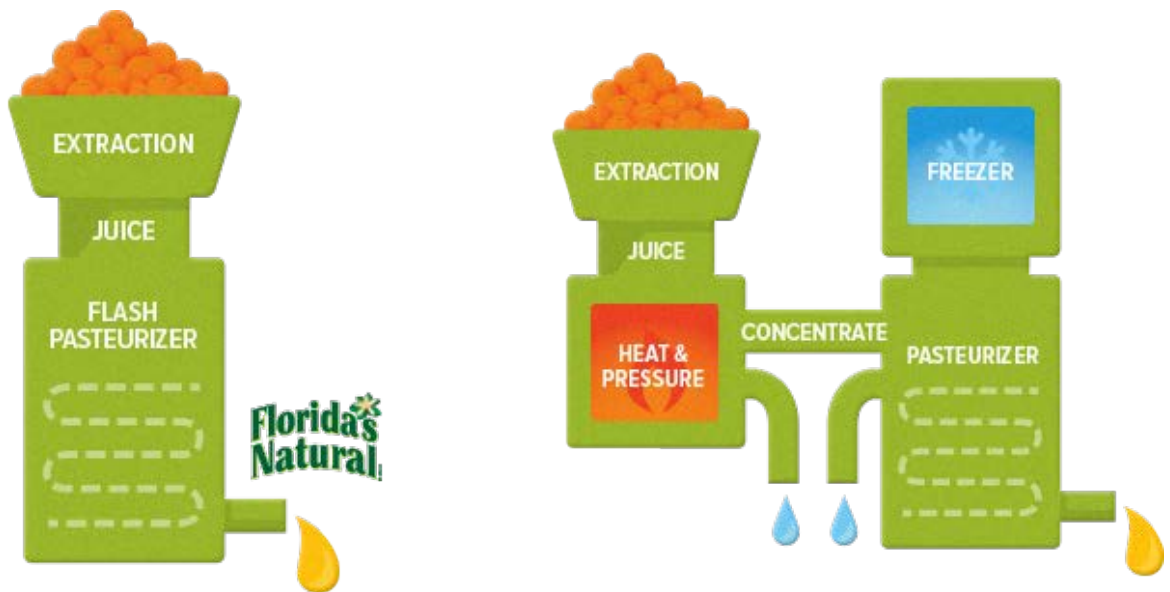 EXTRACTION
JUICE
FLASH
PASTEURIZER
Florida's
Natural
EXTRACTION
JUICE
HEAT &
PRESSURE
CONCENTRATE
FREEZER
PASTEURIZER